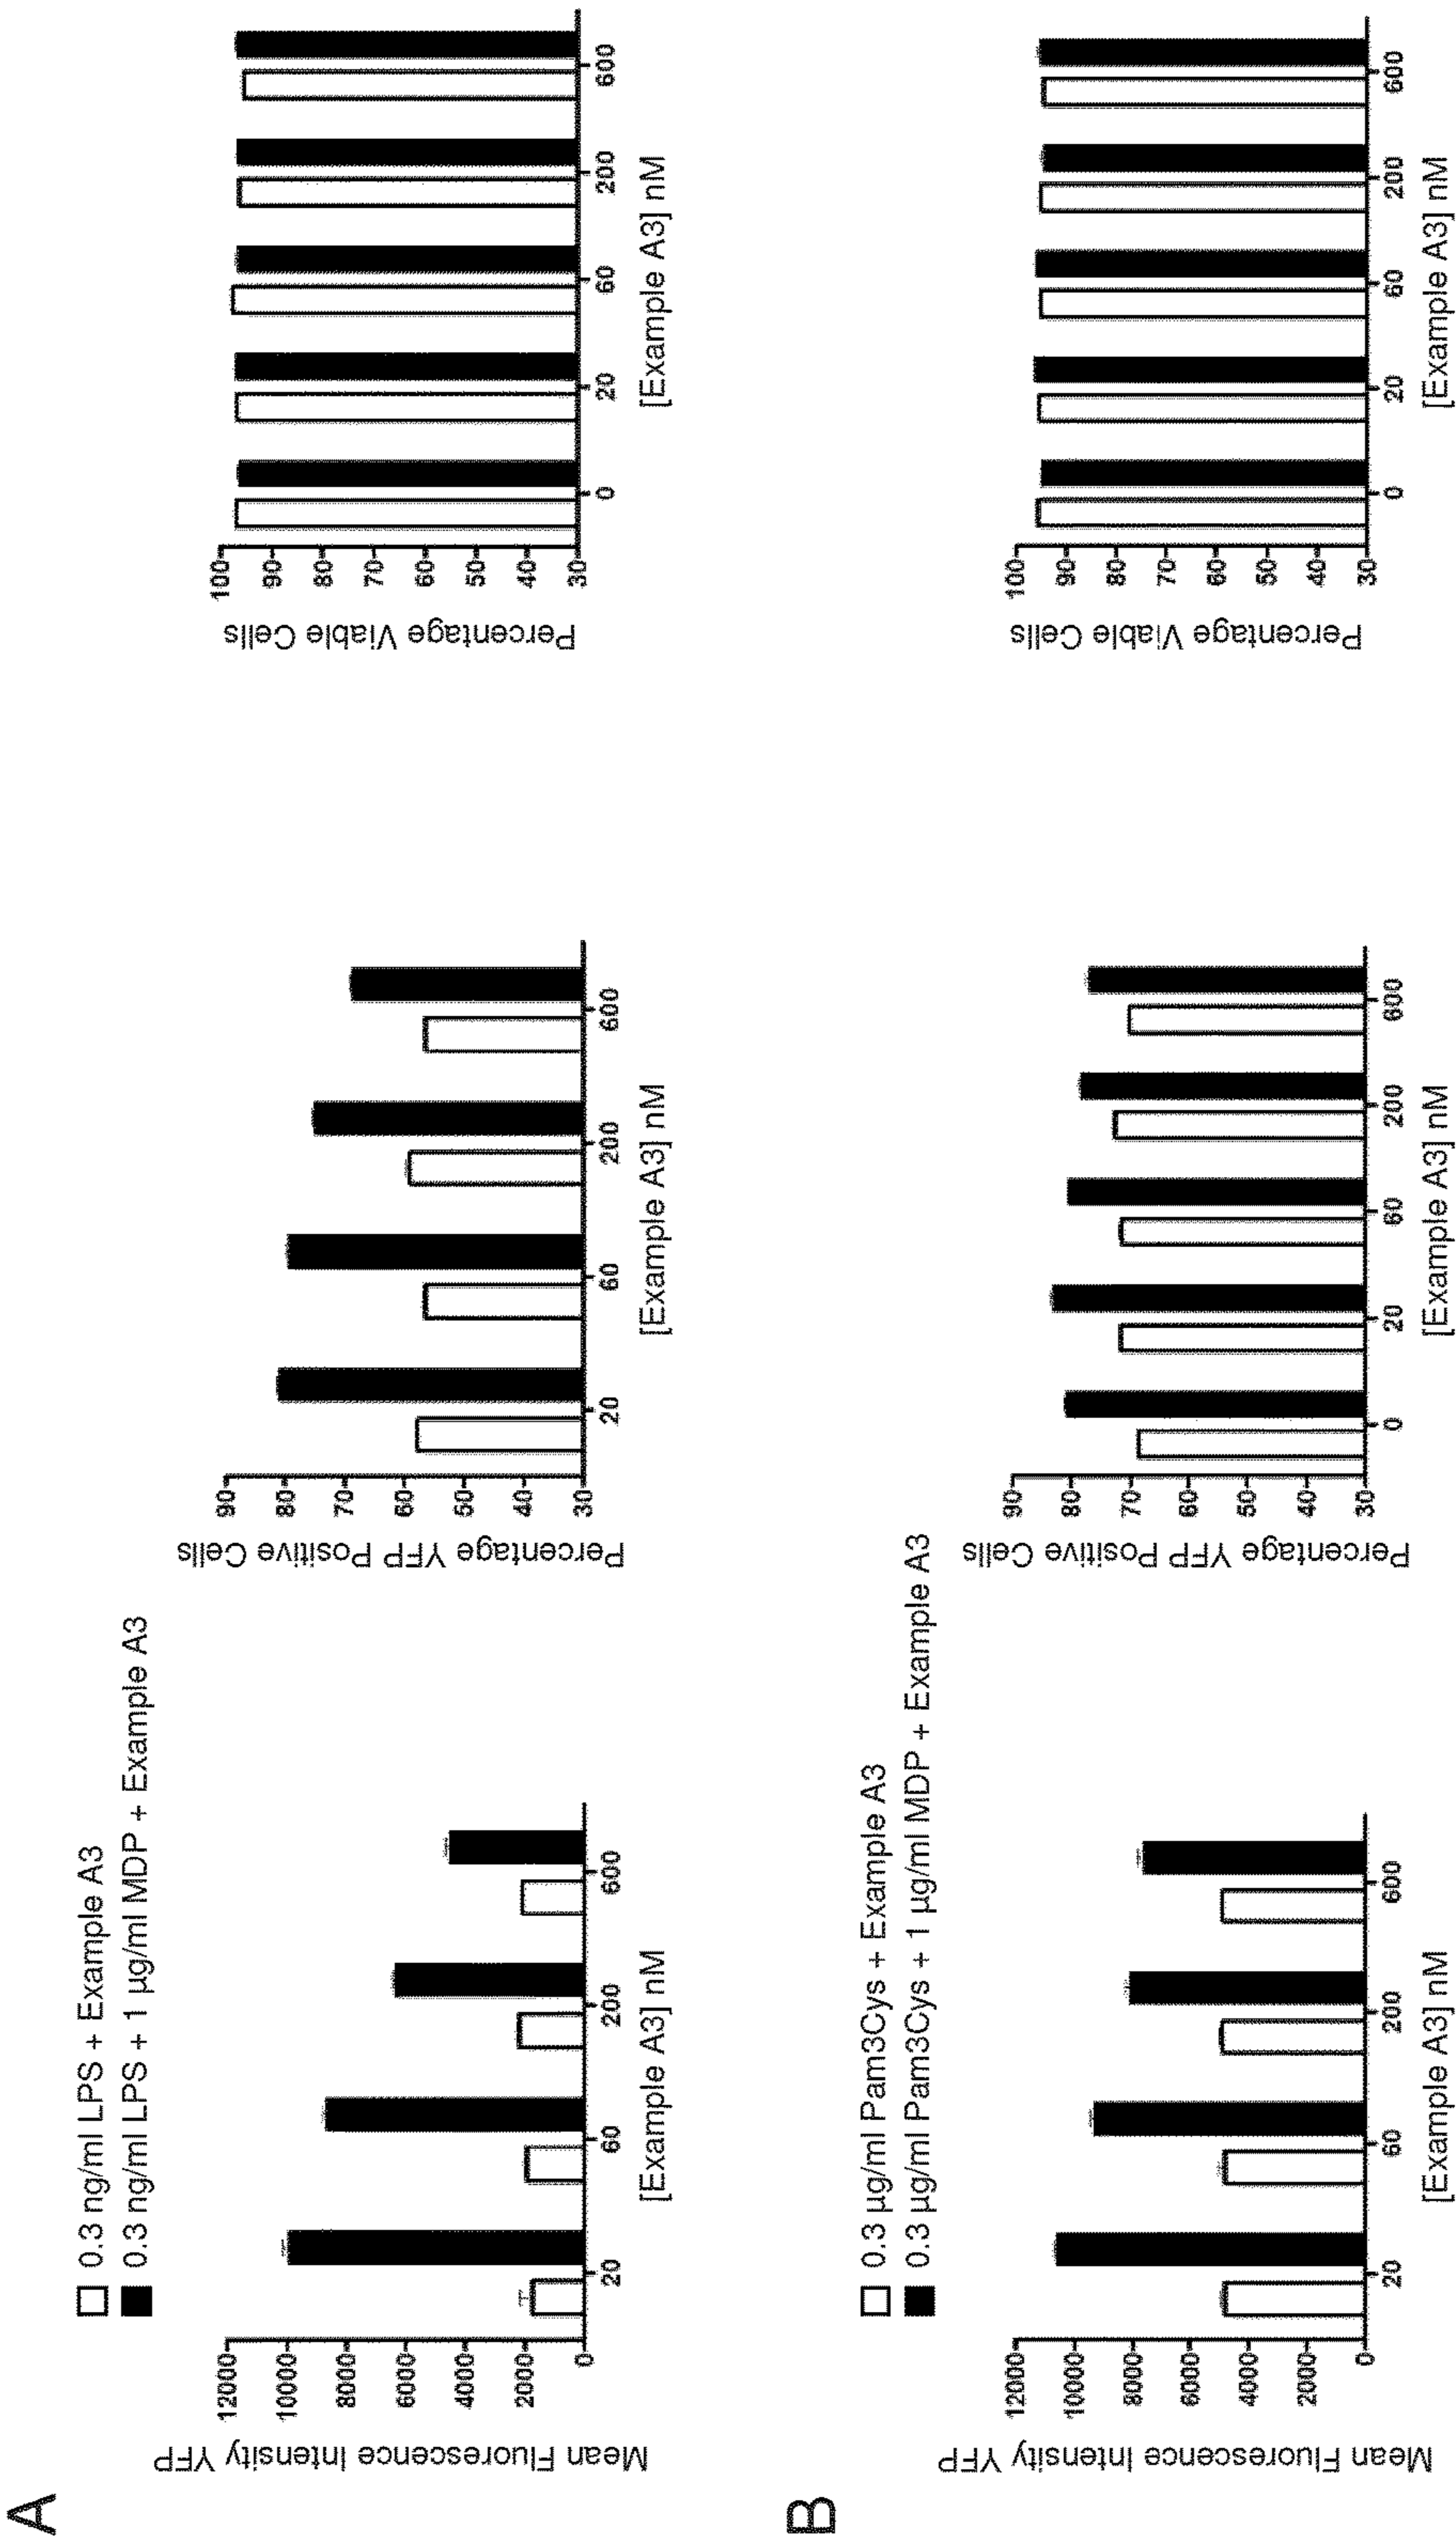 A
0.3 ng/ml LPS + Example A3
0.3 ng/ml LPS + 1 µg/ml MDP + Example A3
Mean Fluorescence Intensity YFP
12000
10000
8000
6000
4000
2000
0
20 60 200 600
[Example A3] nM
Percentage YFP Positive Cells
90
80
70
60
50
40
30
20 60 200 600
[Example A3] nM
Percentage Viable Cells
100
90
80
70
60
50
40
30
0 20 60 200 600
[Example A3] nM
B
0.3 µg/ml Pam3Cys + Example A3
0.3 µg/ml Pam3Cys + 1 µg/ml MDP + Example A3
Mean Fluorescence Intensity YFP
12000
10000
8000
6000
4000
2000
0
20 60 200 600
[Example A3] nM
Percentage YFP Positive Cells
90
80
70
60
50
40
30
0 20 60 200 600
[Example A3] nM
Percentage Viable Cells
100
90
80
70
60
50
40
30
0 20 60 200 600
[Example A3] nM